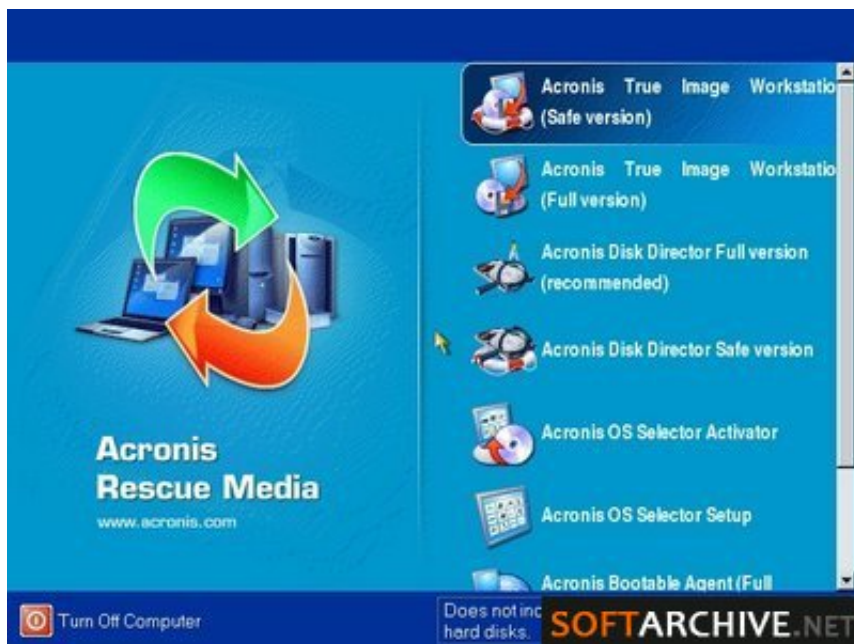 Acronis True Image Workstatio
(Safe version)
Acronis True Image Workstatio
(Full version)
Acronis Disk Director Full version
(recommended)
Acronis Disk Director Safe version
Acronis OS Selector Activator
Acronis OS Selector Setup
Acronis Bootable Agent (Full
Acronis
Rescue Media
www.acronis.com
Turn Off Computer
Does not inc
hard disks.
SOFTARCHIVE.NET